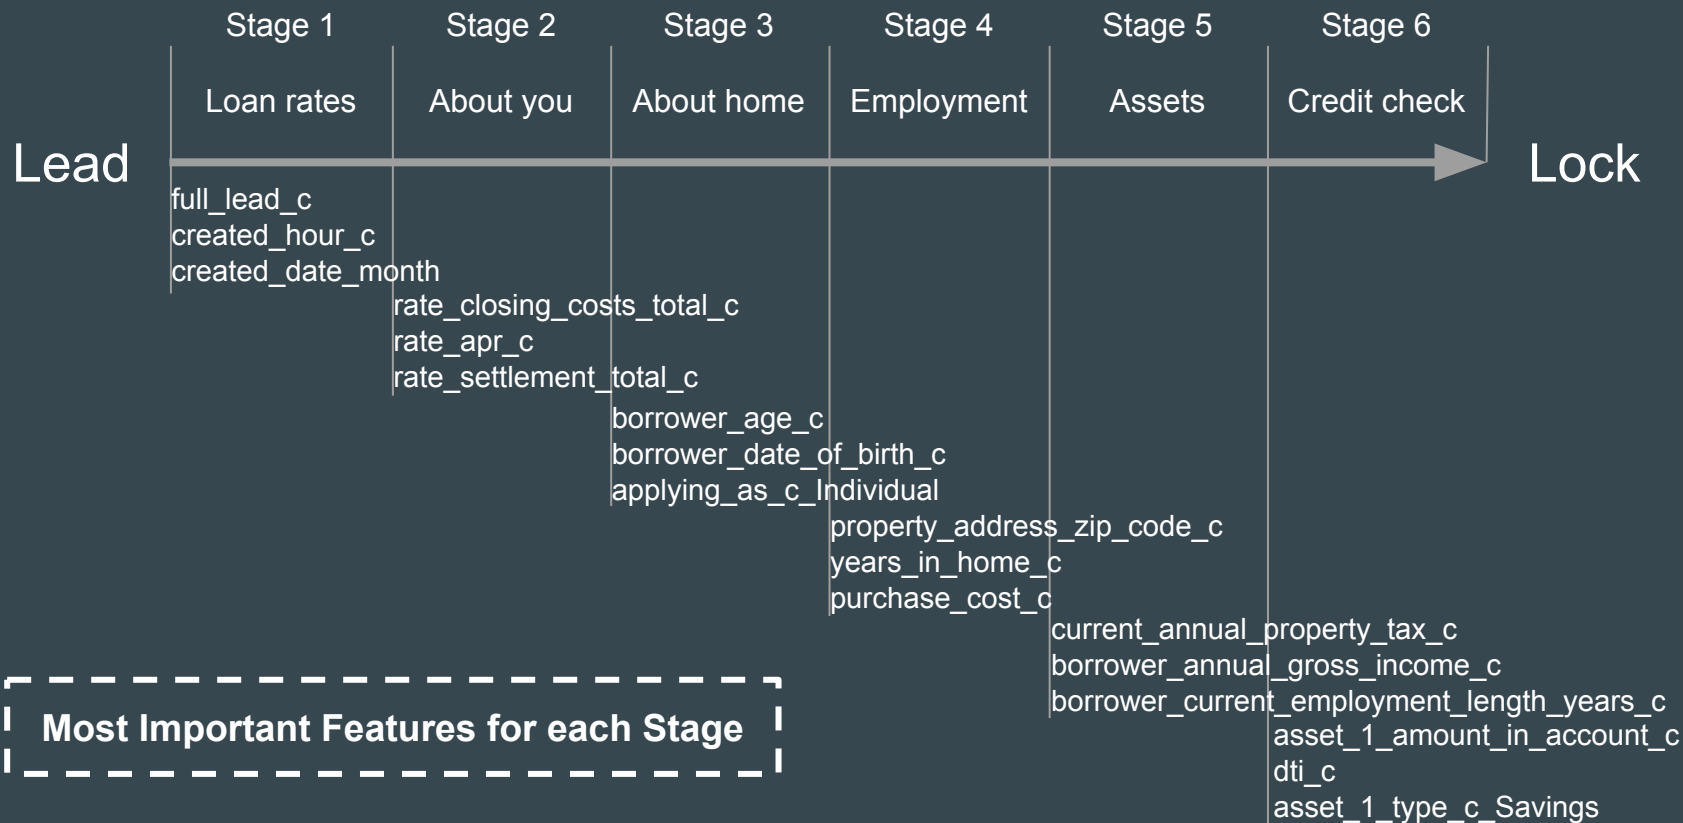 Stage 1
Stage 2
Stage 3
Stage 4
Stage 5
Stage 6
Loan rates
About you
About home
Employment
Assets
Credit check
Lead
Lock
full_lead_c
created_hour_c
created_date_month
rate_closing_costs_total_c
rate_apr_c
rate_settlement_total_c
borrower_age_c
borrower_date_of_birth_c
applying_as_c_Individual
property_address_zip_code_c
years_in_home_c
purchase_cost_c
current_annual_property_tax_c
borrower_annual_gross_income_c
borrower_current_employment_length_years_c
asset_1_amount_in_account_c
dti_c
asset_1_type_c_Savings
Most Important Features for each Stage